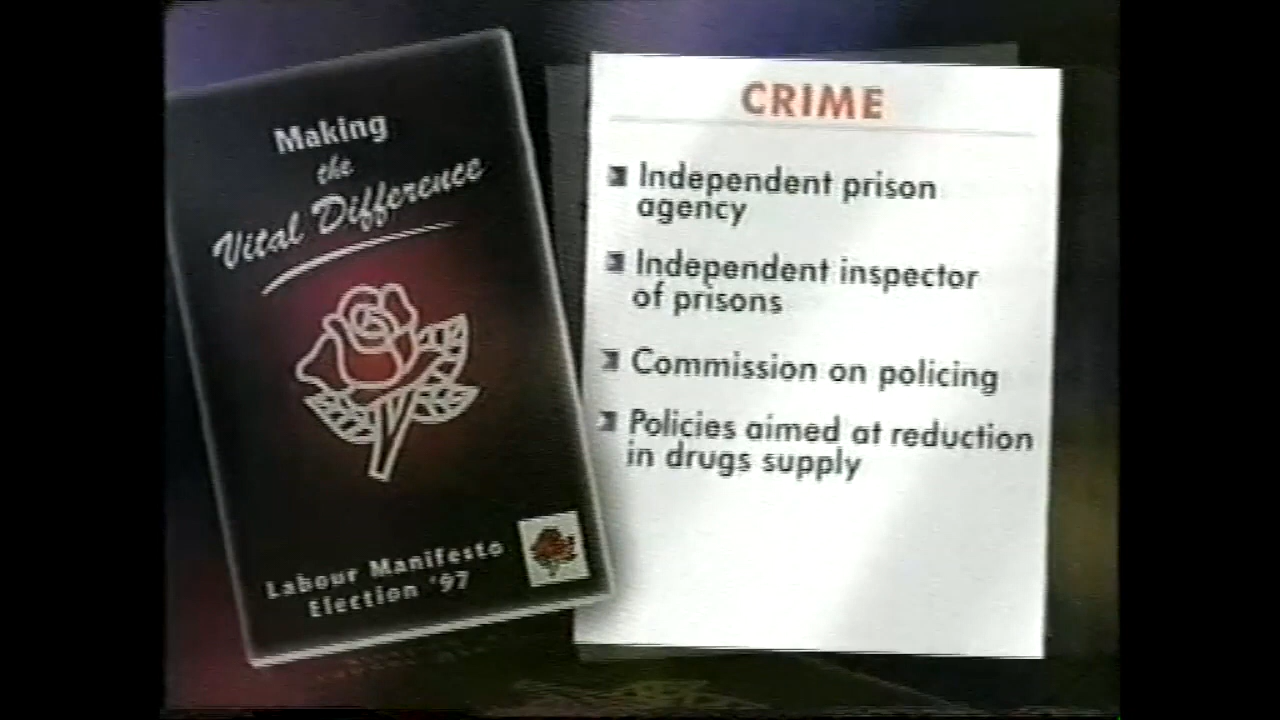 Making
the
Vital Difference
Labour Manifesto
Election '97
CRIME
Independent prison
agency
Independent inspector
of prisons
Commission on policing
Policies aimed at reduction
in drugs supply